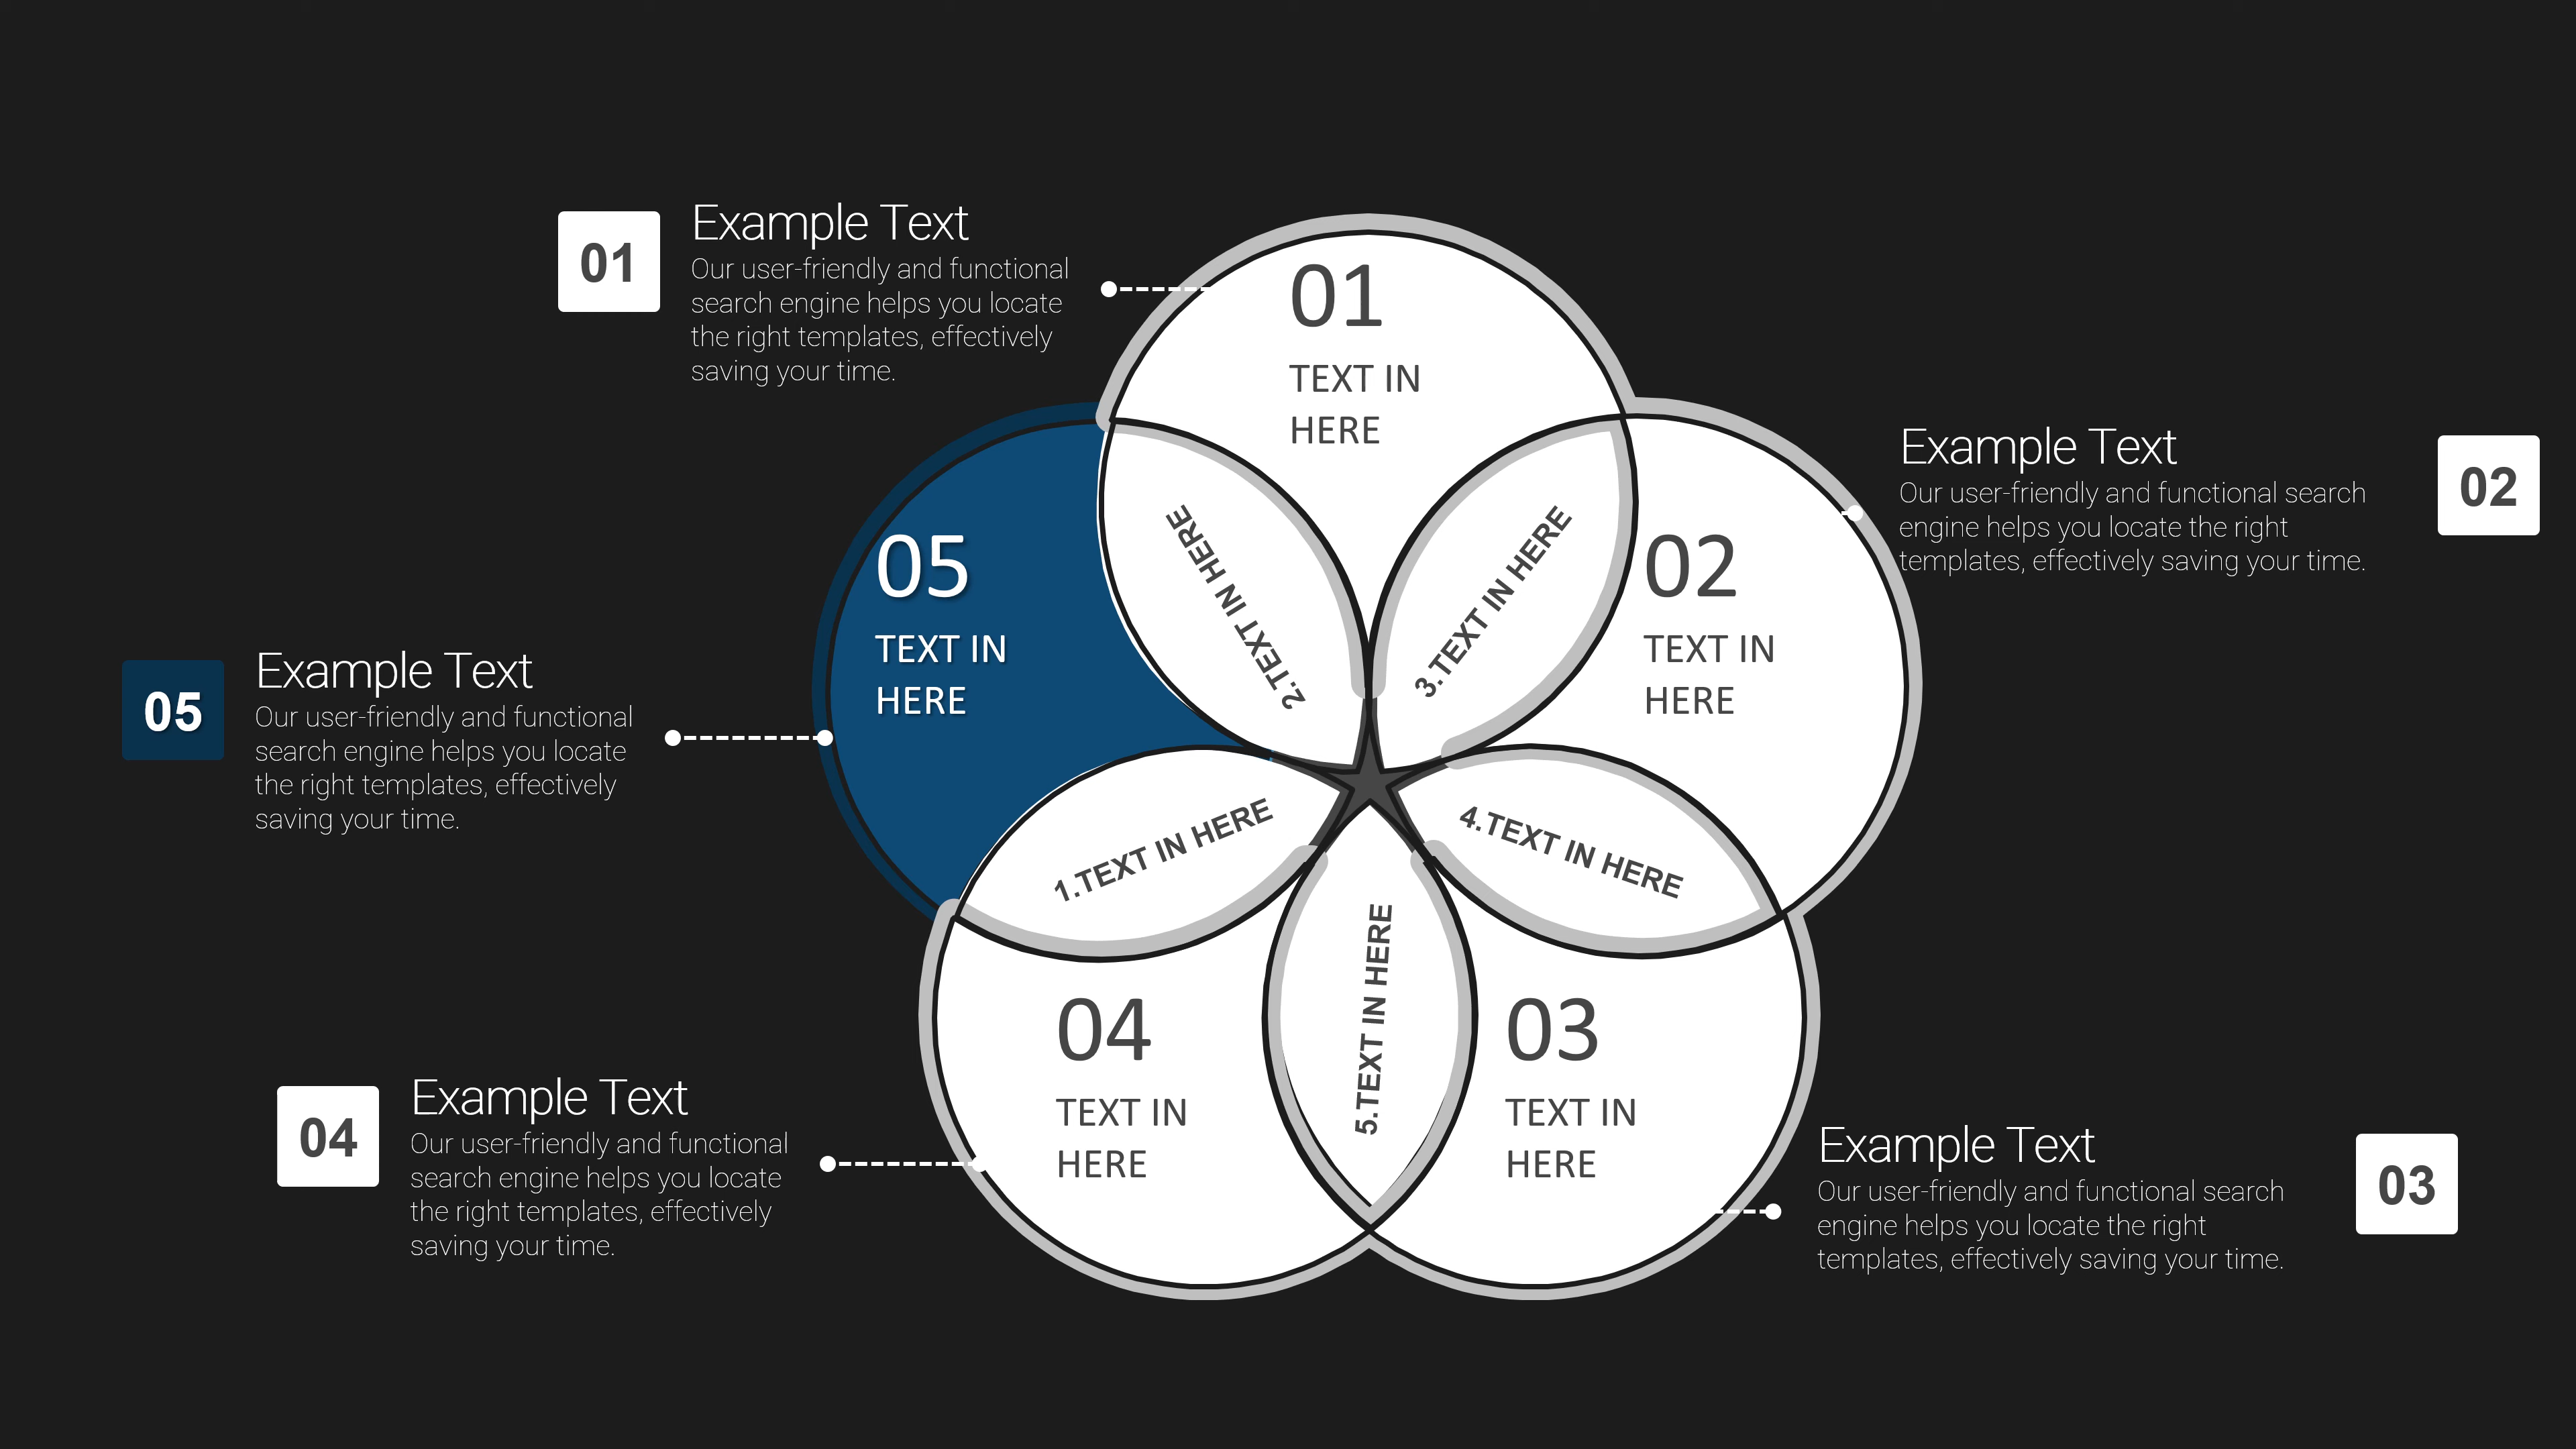 01
Example Text
Our user-friendly and functional
search engine helps you locate
the right templates, effectively
saving your time.
01
TEXT IN
HERE
02
TEXT IN
HERE
Example Text
Our user-friendly and functional search
engine helps you locate the right
templates, effectively saving your time.
02
05
Example Text
Our user-friendly and functional
search engine helps you locate
the right templates, effectively
saving your time.
05
TEXT IN
HERE
2.TEXT IN HERE
3.TEXT IN HERE
1.TEXT IN HERE
4.TEXT IN HERE
5.TEXT IN HERE
04
Example Text
Our user-friendly and functional
search engine helps you locate
the right templates, effectively
saving your time.
04
TEXT IN
HERE
03
TEXT IN
HERE
Example Text
Our user-friendly and functional search
engine helps you locate the right
templates, effectively saving your time.
03